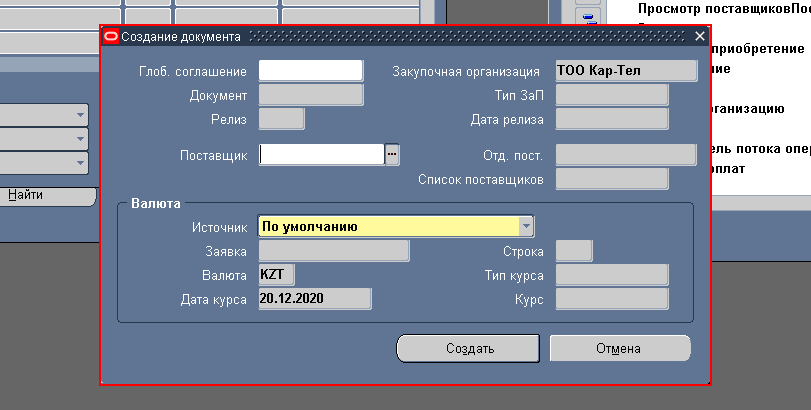 Просмотр поставщиковПос
Создание документа
приобретение
Глоб. соглашение
Закупочная организация
ТОО Кар-Тел
ние
Документ
Тип ЗаП
Релиз
Дата релиза
рганизацию
Поставщик
...
Отд. пост.
ель потока опер
Список поставщиков
оплат
Найти
Валюта
Источник
По умолчанию
Заявка
Строка
Валюта
KZT
Тип курса
Дата курса
20.12.2020
Курс
Создать
Отмена